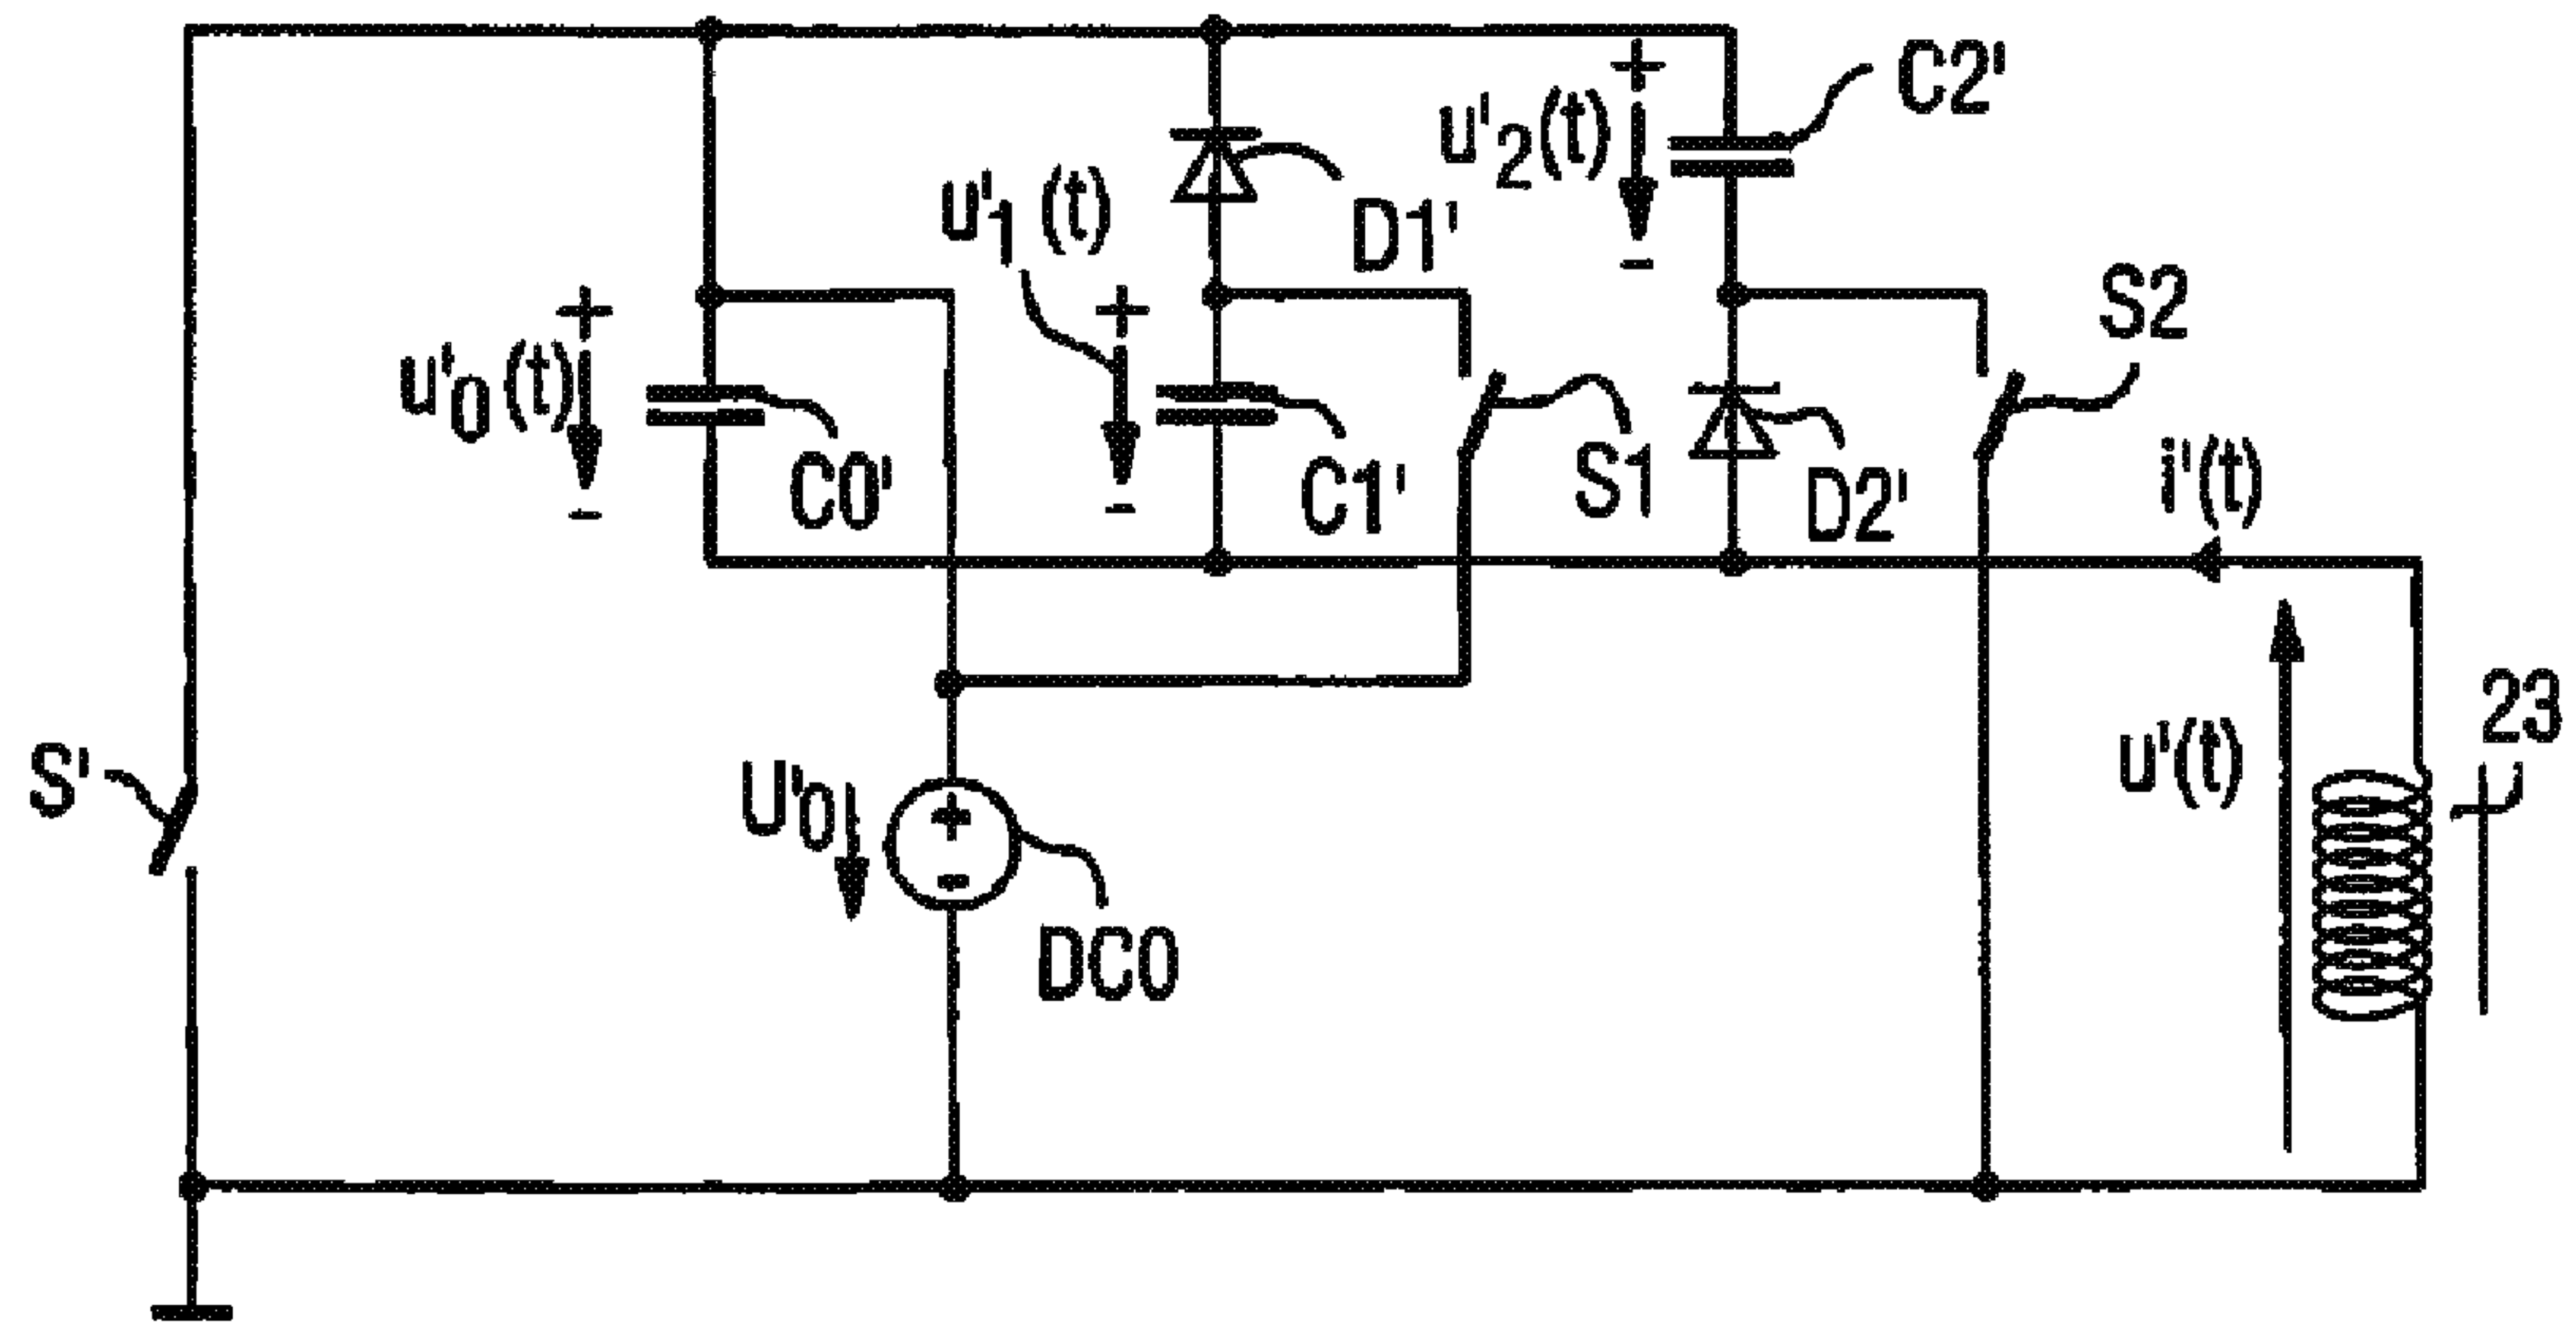 C2'
u'2(t)
D1'
u'1(t)
S2
u'0(t)
C0'
C1'
S1
D2'
i'(t)
S'
U'0
DC0
u'(t)
23